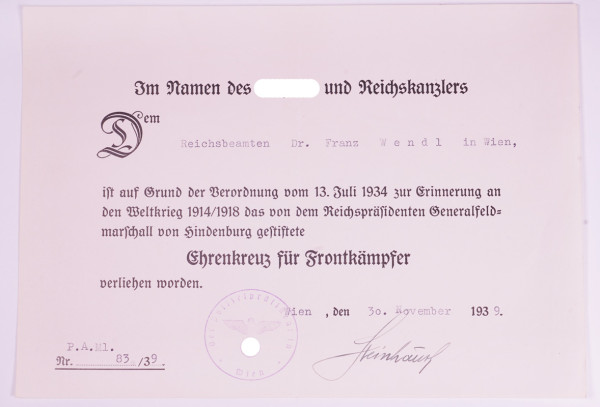 Im Namen des und Reichskanzlers
Dem
Reichsbeamten Dr. Franz Wendl in Wien,
ist auf Grund der Verordnung vom 13. Juli 1934 zur Erinnerung an
den Weltkrieg 1914/1918 das von dem Reichspräsidenten Generalfeld-
marschall von Hindenburg gestiftete
Ehrenkreuz für Frontkämpfer
verliehen worden.
Wien, den 30. November 1939.
P.A.Ml.
Nr. 83/39.
Wien